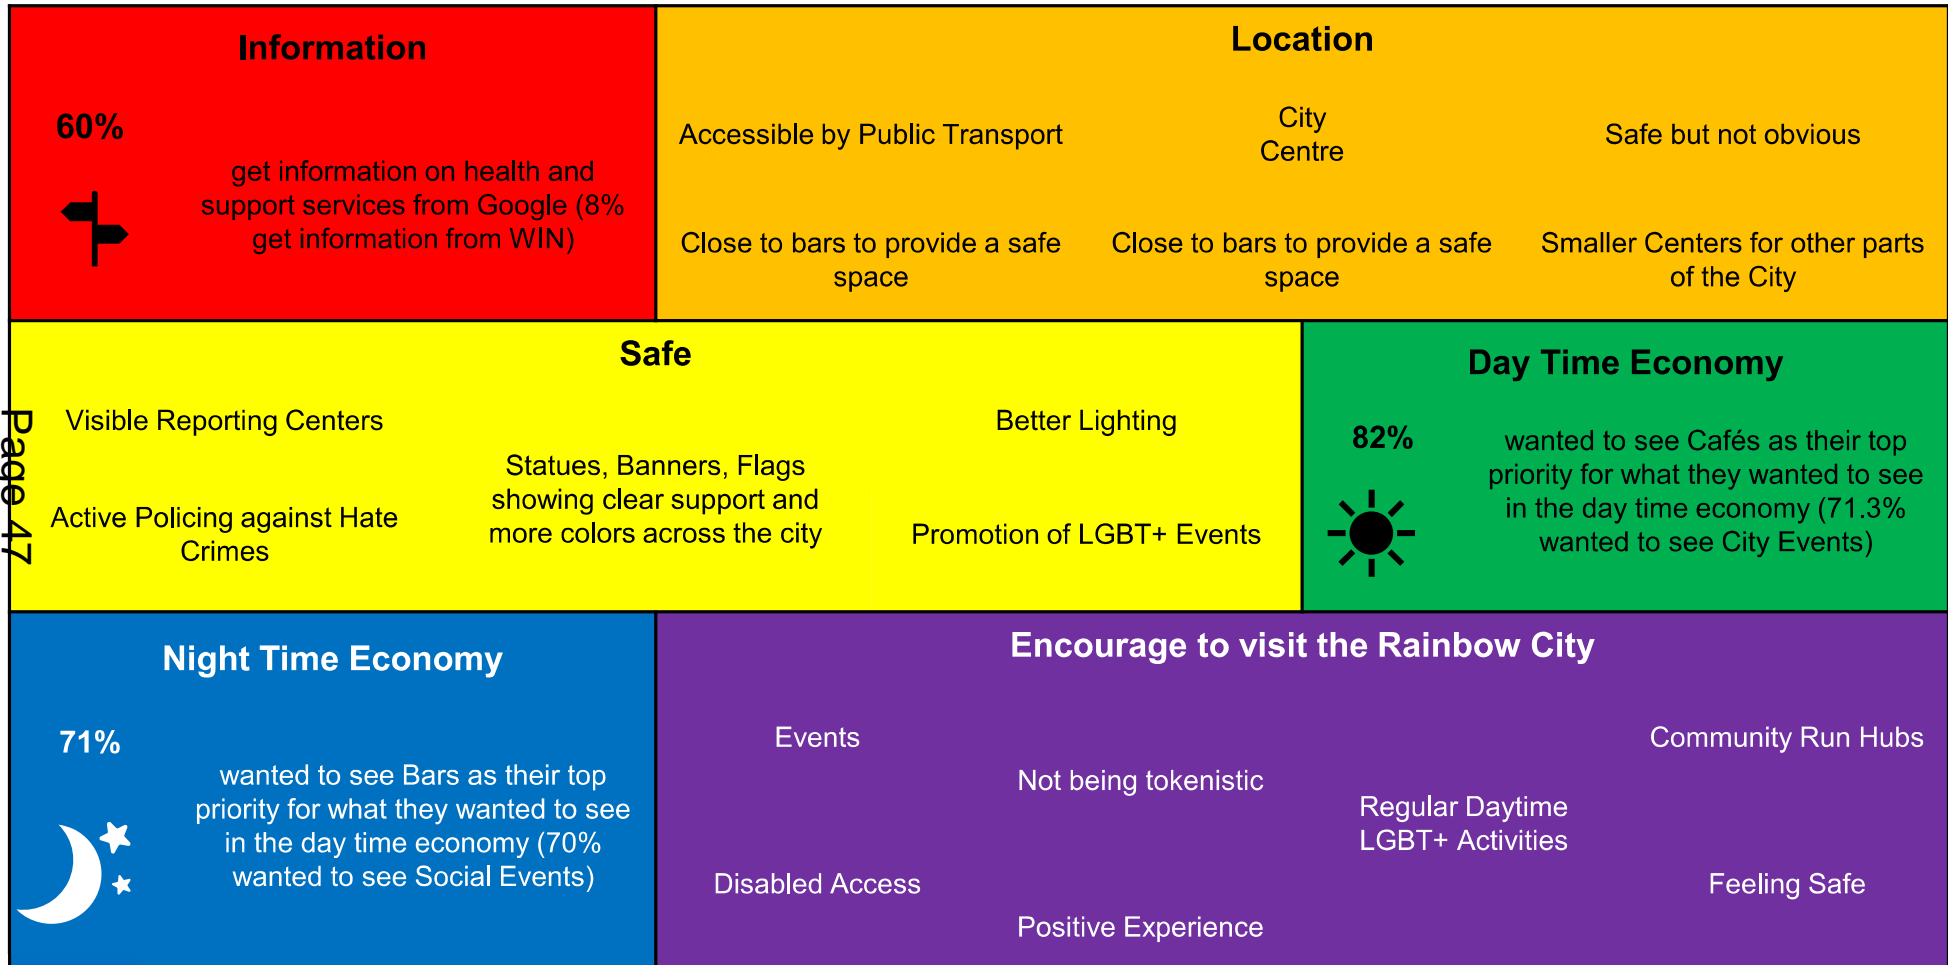 Information
60%
get information on health and
support services from Google (8%
get information from WIN)
Location
Accessible by Public Transport
City
Centre
Safe but not obvious
Close to bars to provide a safe
space
Close to bars to provide a safe
space
Smaller Centers for other parts
of the City
Safe
Visible Reporting Centers
Active Policing against Hate
Crimes
Statues, Banners, Flags
showing clear support and
more colors across the city
Better Lighting
Promotion of LGBT+ Events
Day Time Economy
82%
wanted to see Cafés as their top
priority for what they wanted to see
in the day time economy (71.3%
wanted to see City Events)
Page 47
Night Time Economy
71%
wanted to see Bars as their top
priority for what they wanted to see
in the day time economy (70%
wanted to see Social Events)
Encourage to visit the Rainbow City
Events
Not being tokenistic
Regular Daytime
LGBT+ Activities
Community Run Hubs
Disabled Access
Positive Experience
Feeling Safe